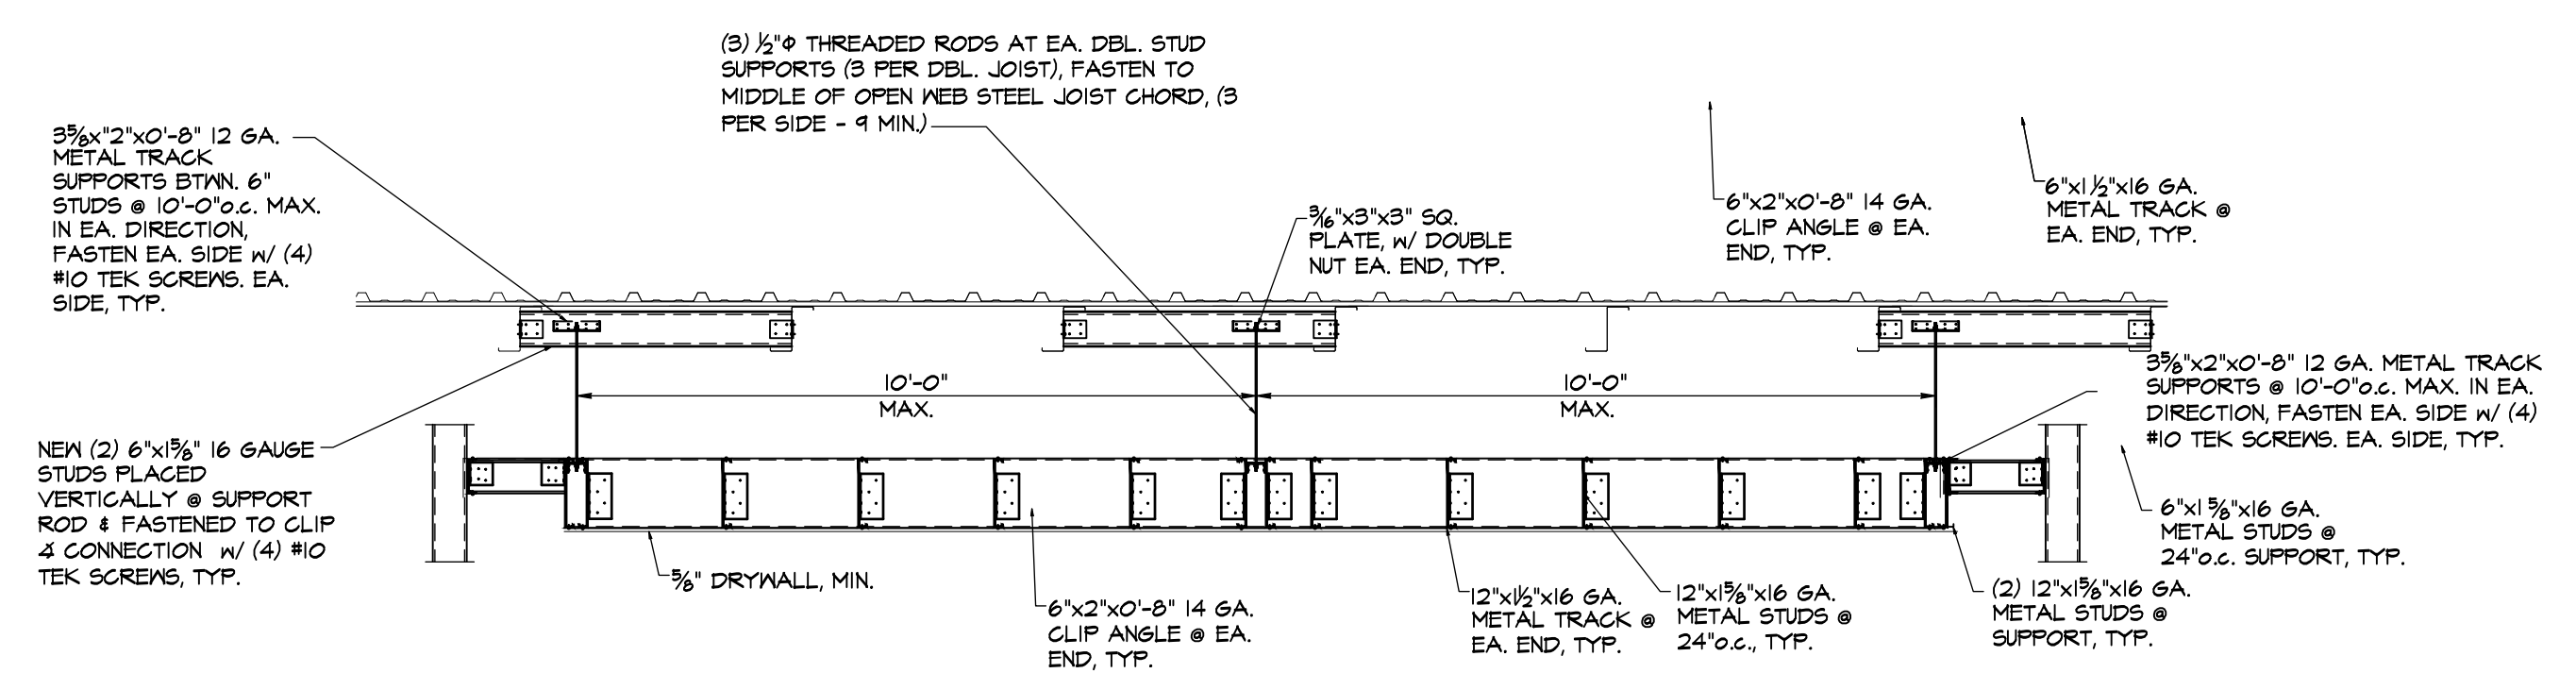 (3) ½"Φ THREADED RODS AT EA. DBL. STUD
SUPPORTS (3 PER DBL. JOIST), FASTEN TO
MIDDLE OF OPEN WEB STEEL JOIST CHORD, (3
PER SIDE - 9 MIN.)
3⅝x"2"x0'-8" 12 GA.
METAL TRACK
SUPPORTS BTWN. 6"
STUDS @ 10'-0"o.c. MAX.
IN EA. DIRECTION,
FASTEN EA. SIDE w/ (4)
#10 TEK SCREWS. EA.
SIDE, TYP.
3/16"x3"x3" SQ.
PLATE, w/ DOUBLE
NUT EA. END, TYP.
6"x2"x0'-8" 14 GA.
CLIP ANGLE @ EA.
END, TYP.
6"x1½"x16 GA.
METAL TRACK @
EA. END, TYP.
10'-0"
MAX.
10'-0"
MAX.
3⅝"x2"x0'-8" 12 GA. METAL TRACK
SUPPORTS @ 10'-0"o.c. MAX. IN EA.
DIRECTION, FASTEN EA. SIDE w/ (4)
#10 TEK SCREWS. EA. SIDE, TYP.
NEW (2) 6"x1⅝" 16 GAUGE
STUDS PLACED
VERTICALLY @ SUPPORT
ROD & FASTENED TO CLIP
∡ CONNECTION w/ (4) #10
TEK SCREWS, TYP.
⅝" DRYWALL, MIN.
6"x2"x0'-8" 14 GA.
CLIP ANGLE @ EA.
END, TYP.
12"x1½"x16 GA.
METAL TRACK @
EA. END, TYP.
12"x1⅝"x16 GA.
METAL STUDS @
24"o.c., TYP.
6"x1⅝"x16 GA.
METAL STUDS @
24"o.c. SUPPORT, TYP.
(2) 12"x1⅝"x16 GA.
METAL STUDS @
SUPPORT, TYP.